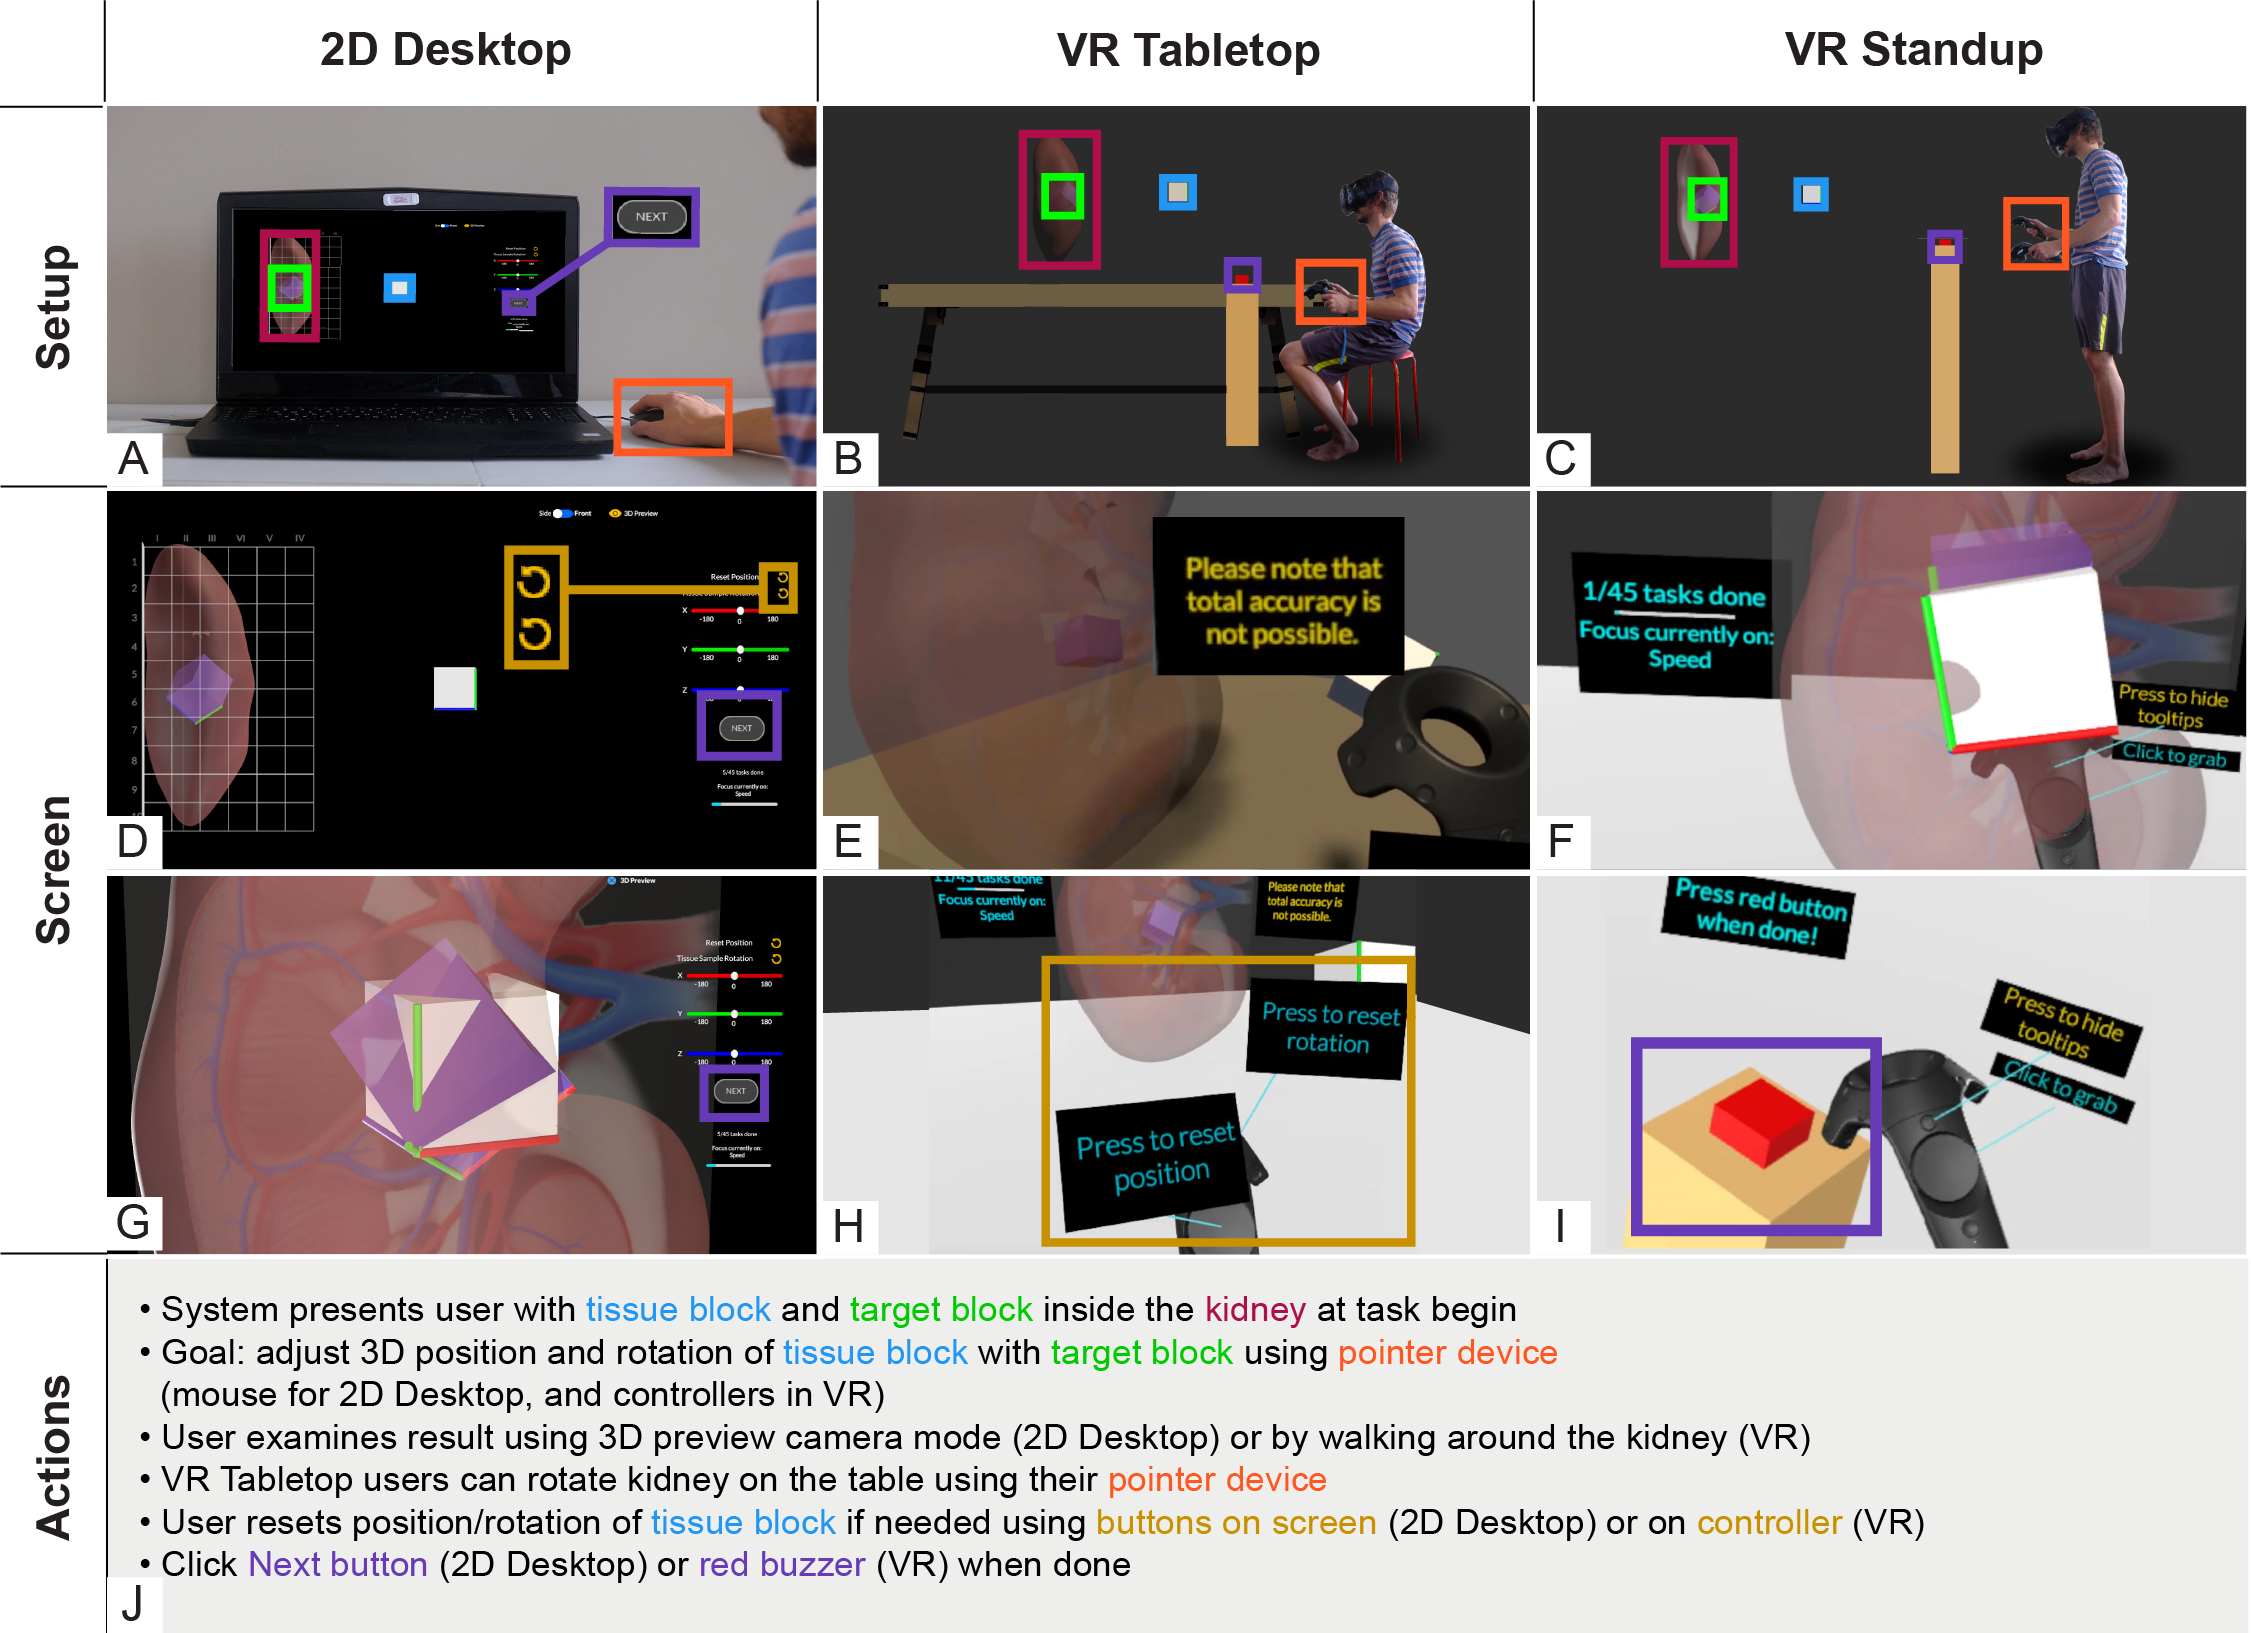 2D Desktop
VR Tabletop
VR Standup
Setup
NEXT
NEXT
A
B
C
Screen
Side Front 3D Preview
I II III VI V IV
1
2
3
4
5
6
7
8
9
Reset Position
Tissue Sample Rotation
X
-180 0 180
Y
-180 0 180
Z
NEXT
5/45 tasks done
Focus currently on:
Speed
D
Please note that
total accuracy is
not possible.
E
1/45 tasks done
Focus currently on:
Speed
Press to hide
tooltips
Click to grab
F
3D Preview
Reset Position
Tissue Sample Rotation
X
-180 0 180
Y
-180 0 180
Z
-180 0 180
NEXT
5/45 tasks done
Focus currently on:
Speed
G
11/45 tasks done
Focus currently on:
Speed
Please note that
total accuracy is
not possible.
Press to reset
rotation
Press to reset
position
H
Press red button
when done!
Press to hide
tooltips
Click to grab
I
Actions
• System presents user with tissue block and target block inside the kidney at task begin
• Goal: adjust 3D position and rotation of tissue block with target block using pointer device
(mouse for 2D Desktop, and controllers in VR)
• User examines result using 3D preview camera mode (2D Desktop) or by walking around the kidney (VR)
• VR Tabletop users can rotate kidney on the table using their pointer device
• User resets position/rotation of tissue block if needed using buttons on screen (2D Desktop) or on controller (VR)
• Click Next button (2D Desktop) or red buzzer (VR) when done
J